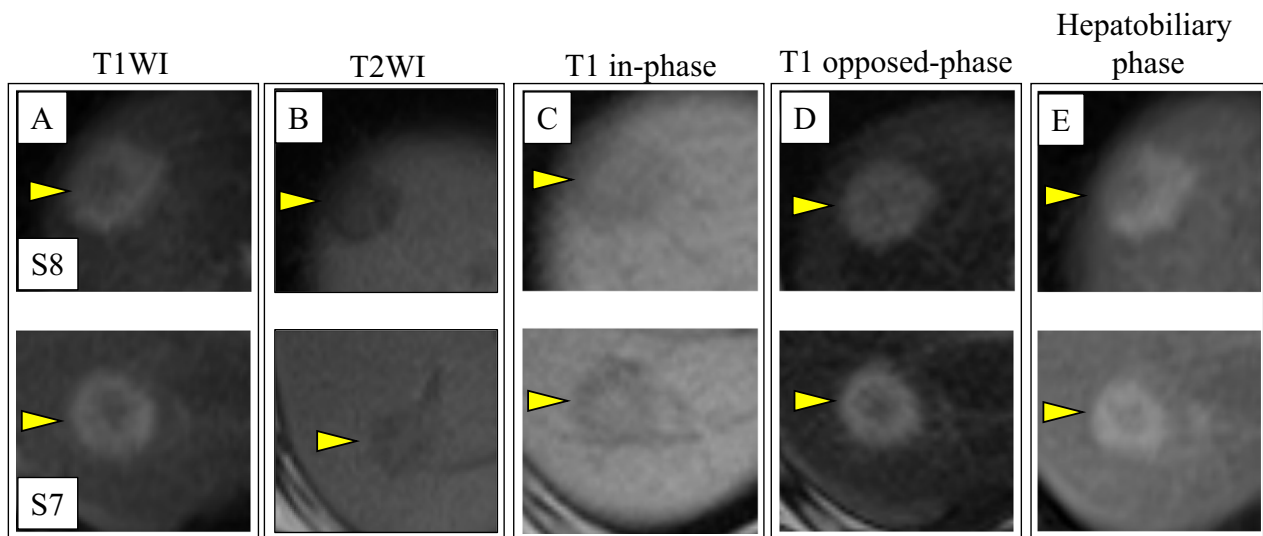 T1WI
T2WI
T1 in-phase
T1 opposed-phase
Hepatobiliary
phase
A
B
C
D
E
S8
S7